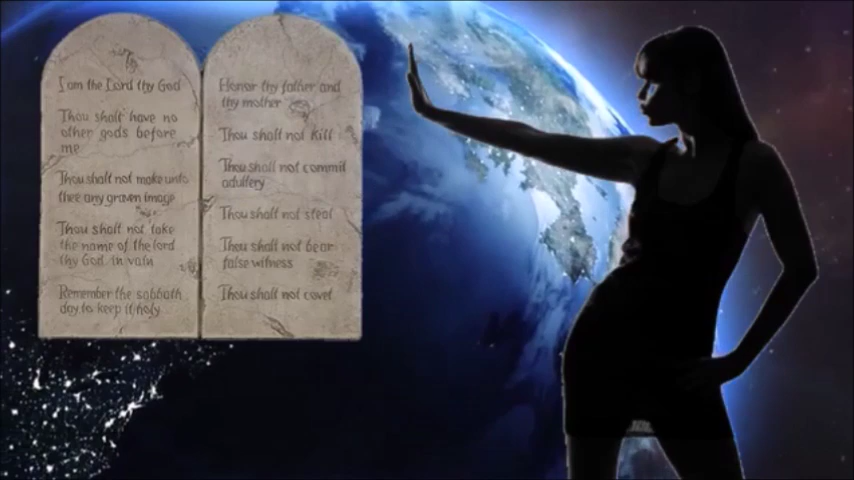 I am the Lord thy God
Thou shalt have no
other gods before
me
Thou shalt not make unto
thee any graven image
Thou shalt not take
the name of the lord
thy God in vain
Remember the sabbath
day to keep it holy
Honor thy father and
thy mother
Thou shalt not kill
Thou shalt not commit
adultery
Thou shalt not steal
Thou shalt not bear
false witness
Thou shalt not covet